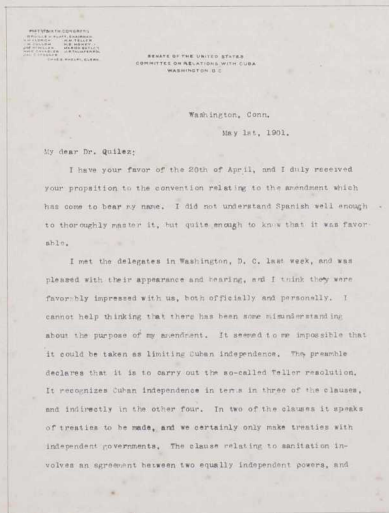 SENATE OF THE UNITED STATES
COMMITTEE ON RELATIONS WITH CUBA
WASHINGTON D C
Washington, Conn.
May 1st, 1901.
My dear Dr. Quilez;
I have your favor of the 20th of April, and I duly received
your propsition to the convention relating to the amendment which
has come to bear my name. I did not understand Spanish well enough
to thoroughly master it, but quite enough to know that it was favor-
able.
I met the delegates in Washington, D. C. last week, and was
pleased with their appearance and bearing, and I think they were
favorably impressed with us, both officially and personally. I
cannot help thinking that there has been some misunderstanding
about the purpose of my amendment. It seemed to me impossible that
it could be taken as limiting Cuban independence. The preamble
declares that it is to carry out the so-called Teller resolution.
It recognizes Cuban independence in terms in three of the clauses,
and indirectly in the other four. In two of the clauses it speaks
of treaties to be made, and we certainly only make treaties with
independent governments. The clause relating to sanitation in-
volves an agreement between two equally independent powers, and